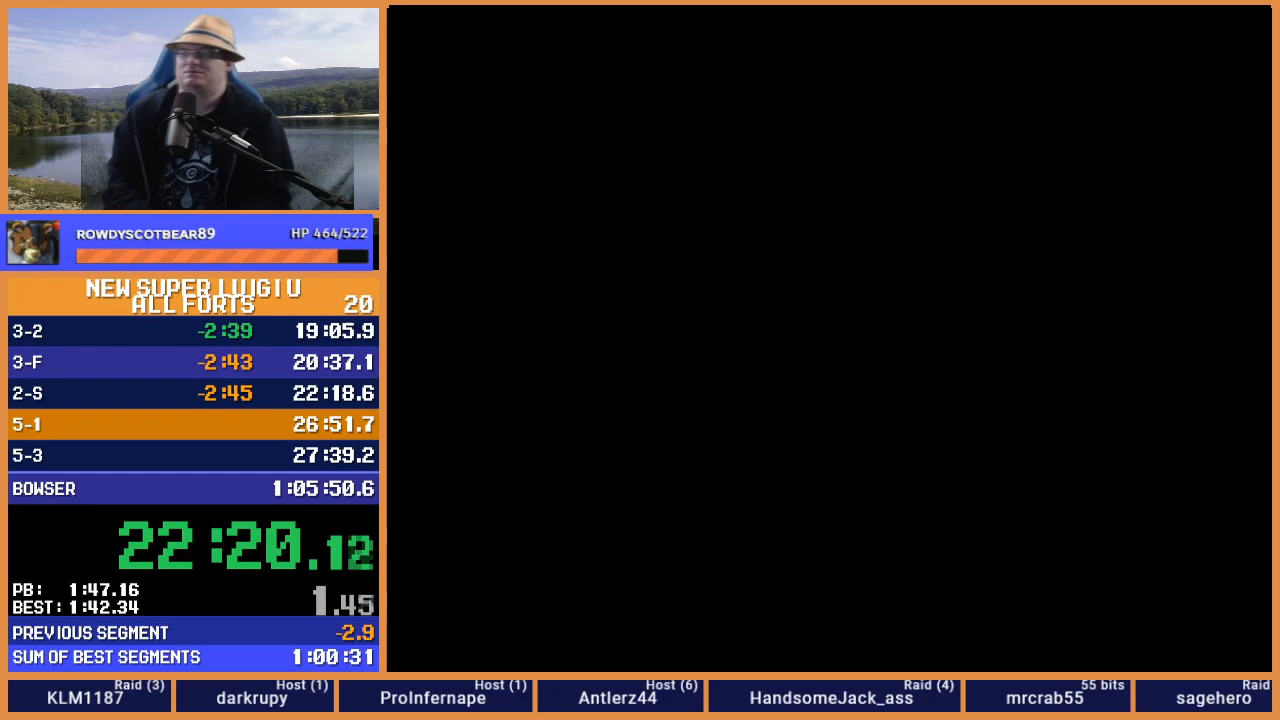 ROWDYSCOTBEAR89 HP 464/522
NEW SUPER LUIGI U
ALL FORTS 20
3-2 -2:39 19:05.9
3-F -2:43 20:37.1
2-S -2:45 22:18.6
5-1 26:51.7
5-3 27:39.2
BOWSER 1:05:50.6
22:20.12
PB: 1:47.16
BEST: 1:42.34
1.45
PREVIOUS SEGMENT -2.9
SUM OF BEST SEGMENTS 1:00:31
Raid (3) Host (1) Host (1) Host (6) Raid (4) 55 bits Raid
KLM1187 darkrupy ProInfernape Antlerz44 HandsomeJack_ass mrcrab55 sagehero